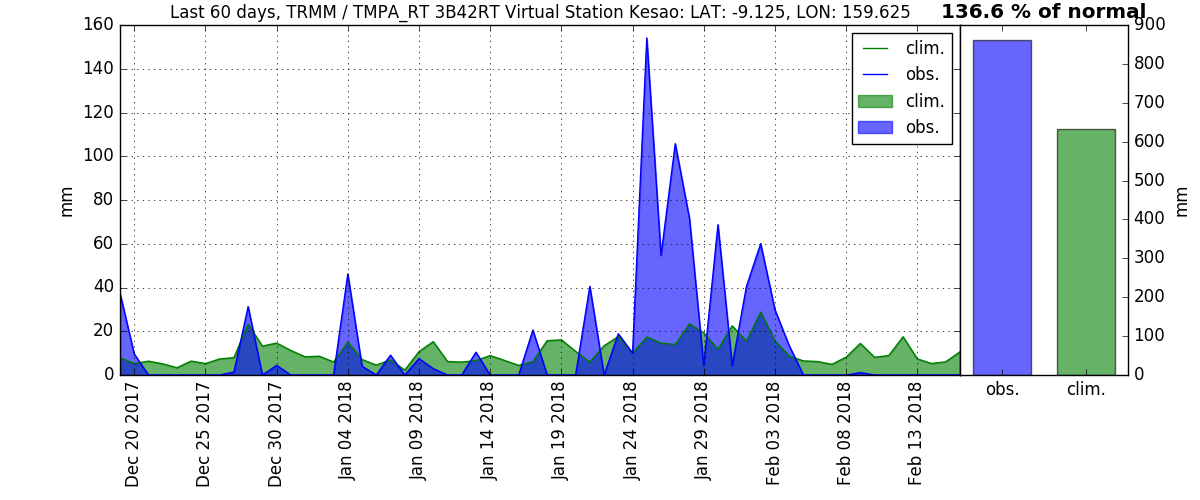 Last 60 days, TRMM / TMPA_RT 3B42RT Virtual Station Kesao: LAT: -9.125, LON: 159.625
136.6 % of normal
160
140
120
100
80
60
40
20
0
mm
clim.
obs.
clim.
obs.
Dec 20 2017
Dec 25 2017
Dec 30 2017
Jan 04 2018
Jan 09 2018
Jan 14 2018
Jan 19 2018
Jan 24 2018
Jan 29 2018
Feb 03 2018
Feb 08 2018
Feb 13 2018
900
800
700
600
500
400
300
200
100
0
mm
obs.
clim.